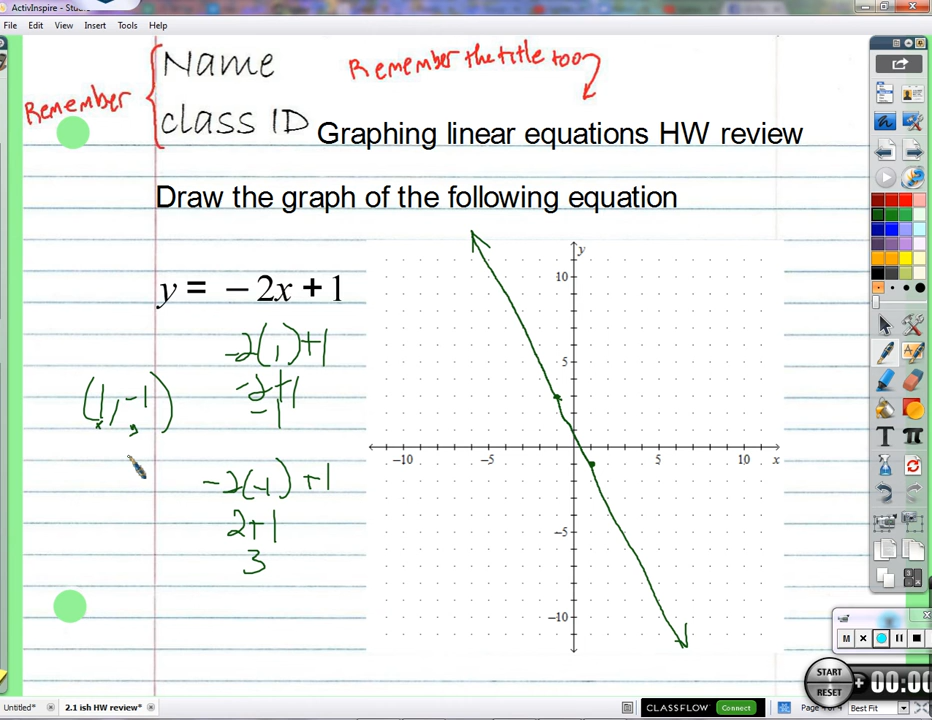 ActivInspire - Studio
File Edit View Insert Tools Help
Name
Remember the title too
Remember
class ID
Graphing linear equations HW review
Draw the graph of the following equation
y = − 2x + 1
-2(1)+1
-2+1
-1
(1, -1)
x y
-2(-1)+1
2+1
3
y
10
5
-10 -5 5 10 x
-5
-10
M
START
RESET
+ 00:00
Untitled* 2.1 ish HW review* CLASSFLOW Connect Best Fit